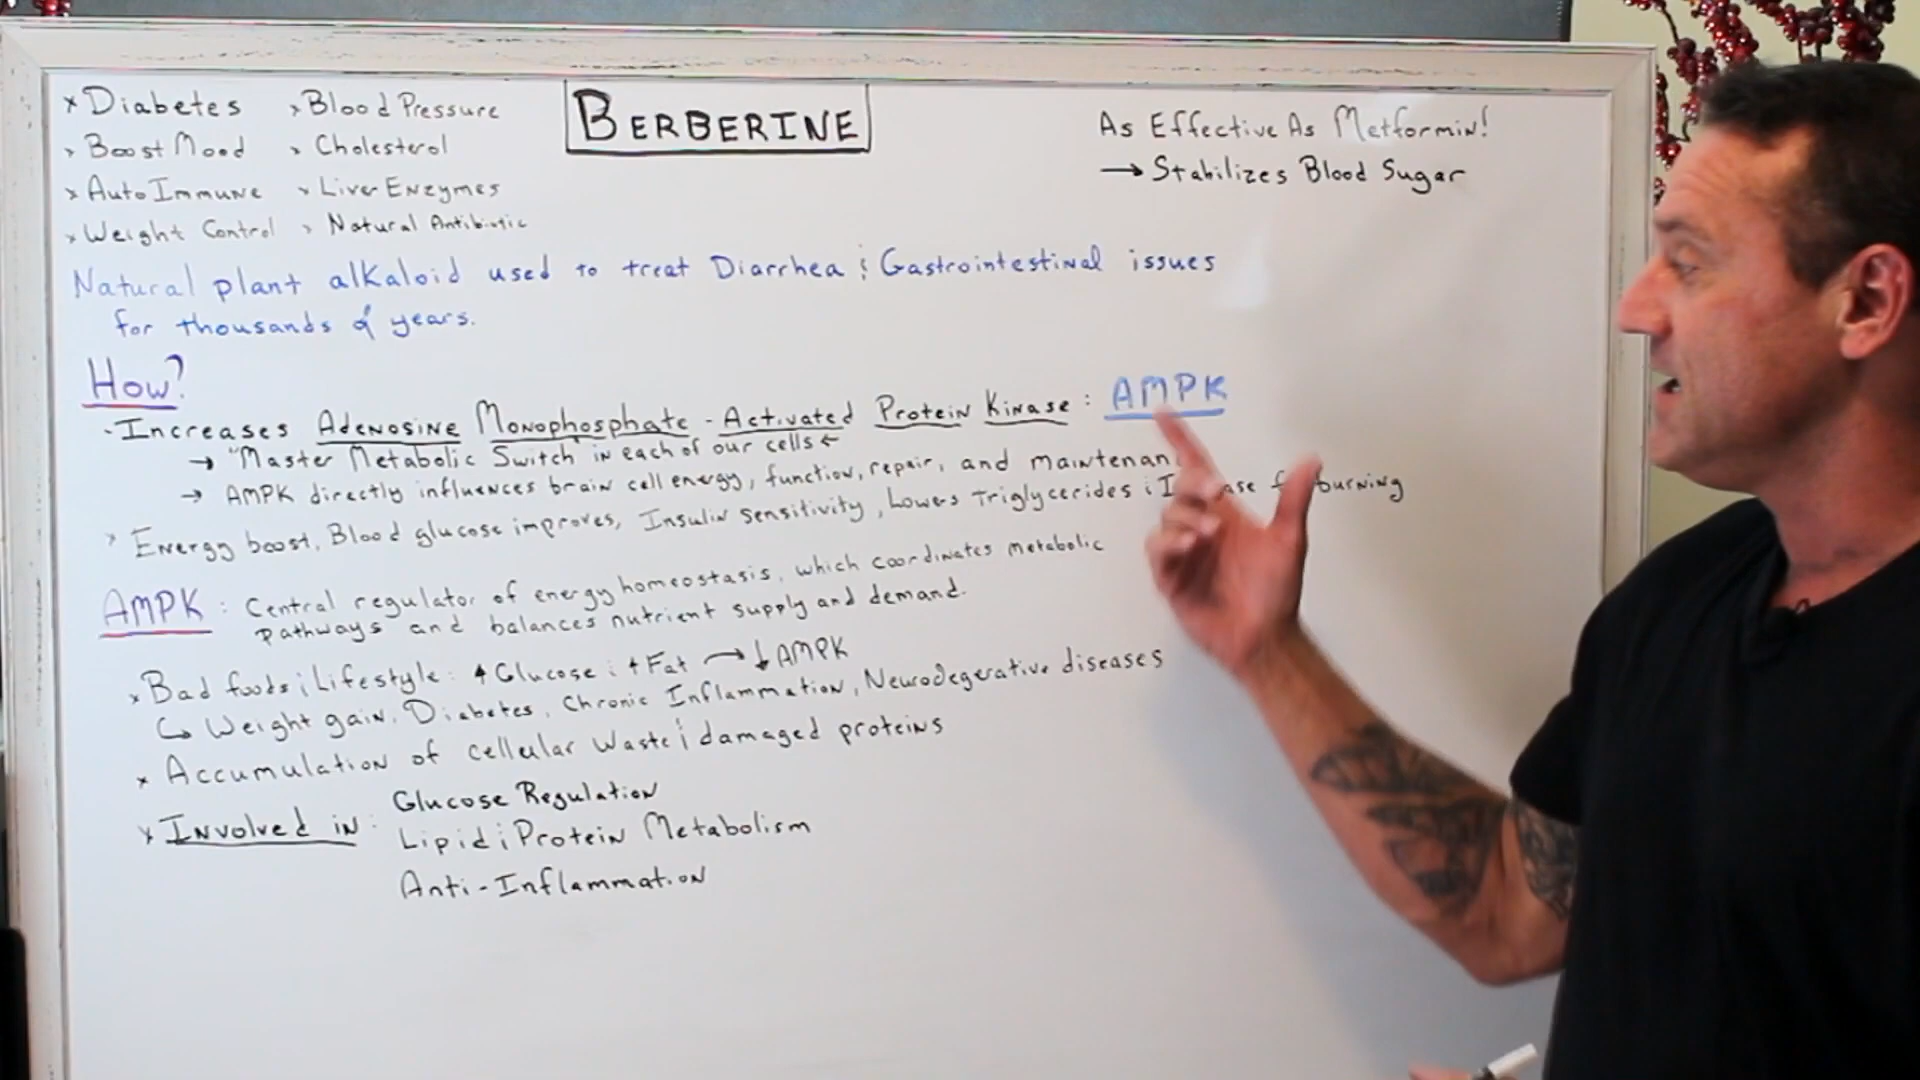 BERBERINE
x Diabetes > Blood Pressure
> Boost Mood > Cholesterol
x Auto Immune > Liver Enzymes
x Weight Control > Natural Antibiotic
As Effective As Metformin!
→ Stabilizes Blood Sugar
Natural plant alkaloid used to treat Diarrhea & Gastrointestinal issues
for thousands of years.
How?
- Increases Adenosine Monophosphate - Activated Protein Kinase : AMPK
→ "Master Metabolic Switch" in each of our cells ←
→ AMPK directly influences brain cell energy, function, repair, and
> Energy boost, Blood glucose improves, Insulin sensitivity, Lowers Triglycerides & burning
AMPK : Central regulator of energy homeostasis, which coordinates metabolic
pathways and balances nutrient supply and demand.
x Bad foods & Lifestyle: ↑ Glucose & ↑ Fat → ↓ AMPK
↳ Weight gain, Diabetes, Chronic Inflammation, Neurodegerative diseases
x Accumulation of cellular waste & damaged proteins
x Involved in : Glucose Regulation
Lipid & Protein Metabolism
Anti-Inflammation